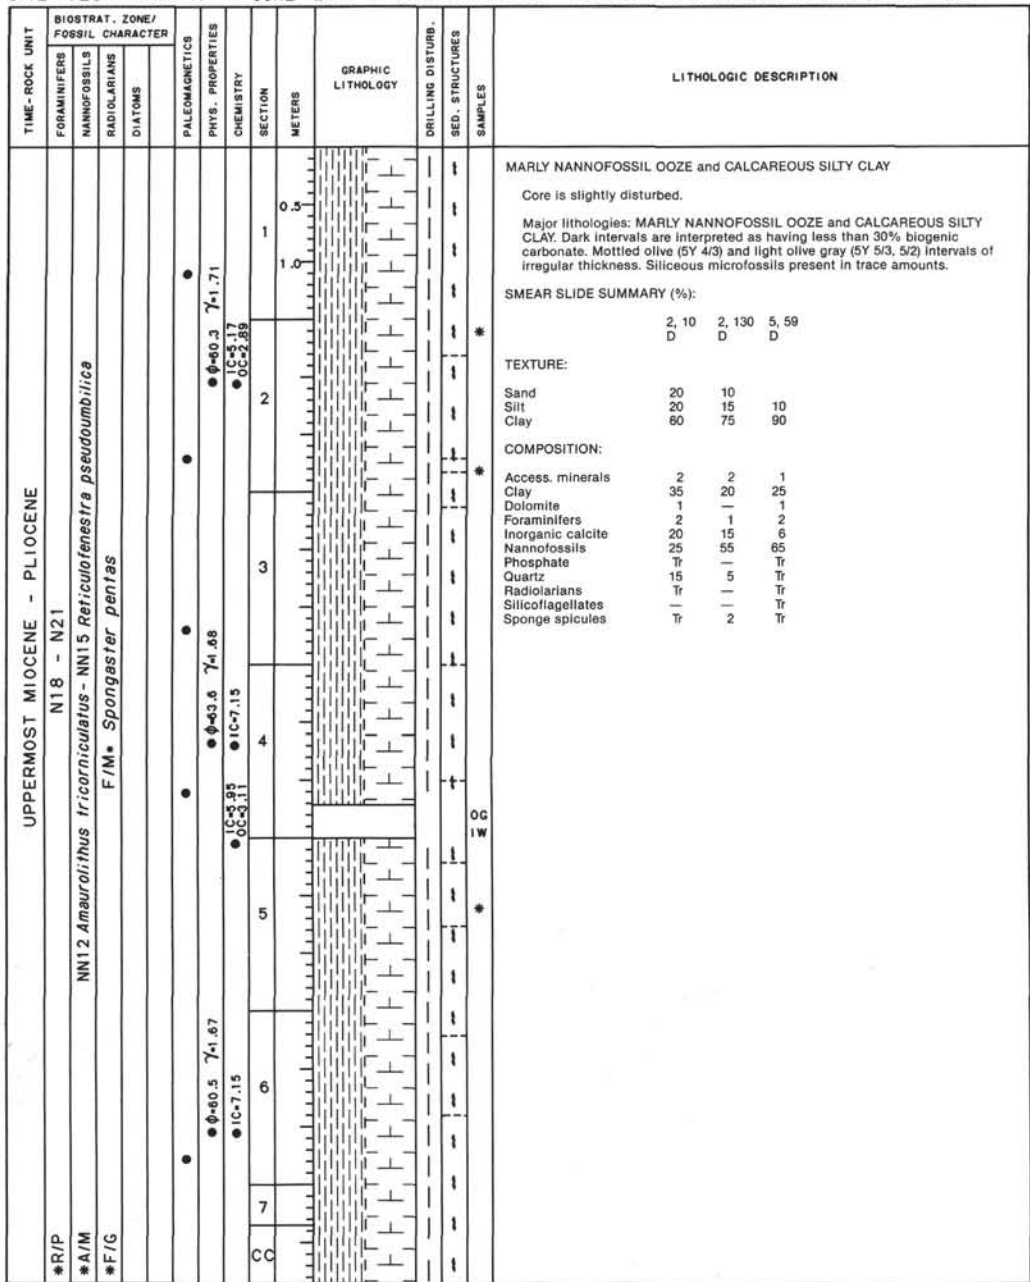 TIME-ROCK UNIT
BIOSTRAT. ZONE/
FOSSIL CHARACTER
FORAMINIFERS
NANNOFOSSILS
RADIOLARIANS
DIATOMS
PALEOMAGNETICS
PHYS. PROPERTIES
CHEMISTRY
SECTION
METERS
GRAPHIC
LITHOLOGY
DRILLING DISTURB.
SED. STRUCTURES
SAMPLES
LITHOLOGIC DESCRIPTION
UPPERMOST MIOCENE - PLIOCENE
*R/P
N18 - N21
*A/M
NN12 Amaurolithus tricorniculatus - NN15 Reticulofenestra pseudoumbilica
*F/G
F/M* Spongaster pentas
● Φ=60.3 γ=1.71
● Φ=63.6 γ=1.68
● Φ=60.5 γ=1.67
● IC=5.17
OC=2.89
● IC=7.15
● IC=5.95
OC=3.11
● IC=7.15
1
2
3
4
5
6
7
CC
0.5
1.0
*
*
OG
IW
*
MARLY NANNOFOSSIL OOZE and CALCAREOUS SILTY CLAY
Core is slightly disturbed.
Major lithologies: MARLY NANNOFOSSIL OOZE and CALCAREOUS SILTY
CLAY. Dark intervals are interpreted as having less than 30% biogenic
carbonate. Mottled olive (5Y 4/3) and light olive gray (5Y 5/3, 5/2) intervals of
irregular thickness. Siliceous microfossils present in trace amounts.
SMEAR SLIDE SUMMARY (%):
2, 10 2, 130 5, 59
D D D
TEXTURE:
Sand 20 10
Silt 20 15 10
Clay 60 75 90
COMPOSITION:
Access. minerals 2 2 1
Clay 35 20 25
Dolomite 1 — 1
Foraminifers 2 1 2
Inorganic calcite 20 15 6
Nannofossils 25 55 65
Phosphate Tr — Tr
Quartz 15 5 Tr
Radiolarians Tr — Tr
Silicoflagellates — — Tr
Sponge spicules Tr 2 Tr